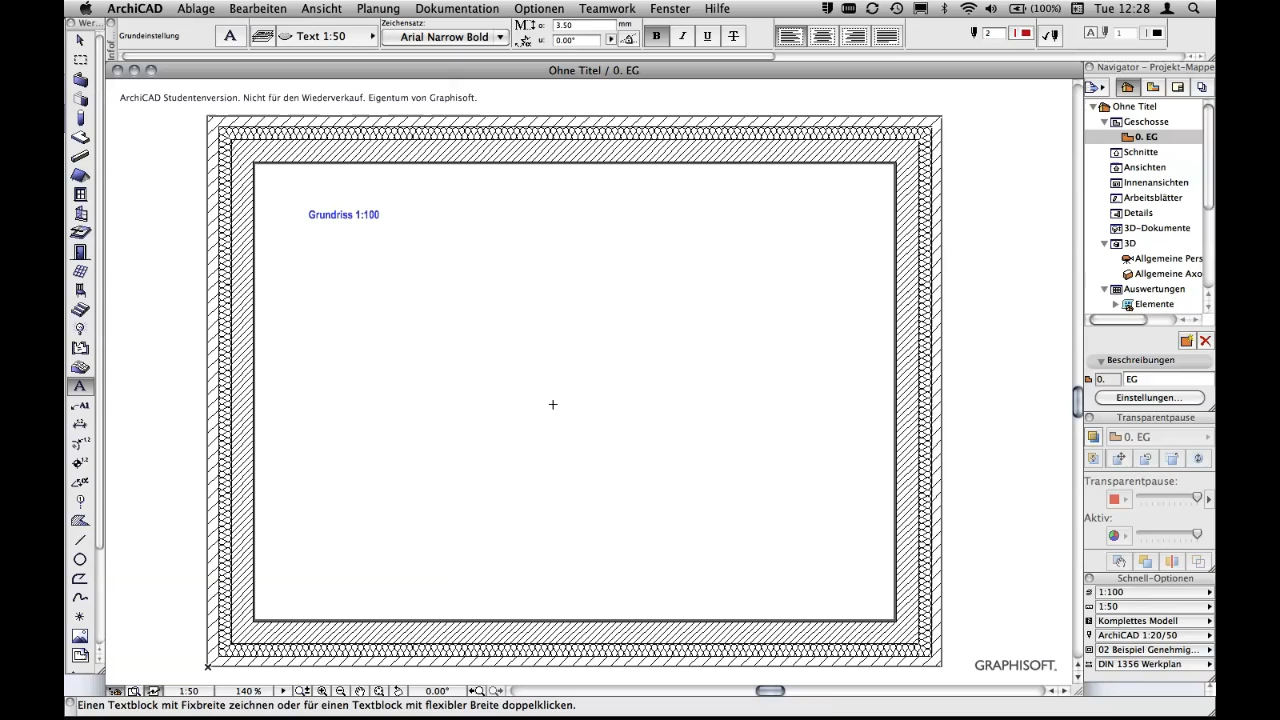 ArchiCAD Ablage Bearbeiten Ansicht Planung Dokumentation Optionen Teamwork Fenster Hilfe (100%) Tue 12:28
Wer...
Grundeinstellung
A
Text 1:50
Zeichensatz:
Arial Narrow Bold
M
o: 3.50 mm
u: 0.00°
B I U T
2
A 1
Ohne Titel / 0. EG
ArchiCAD Studentenversion. Nicht für den Wiederverkauf. Eigentum von Graphisoft.
Grundriss 1:100
GRAPHISOFT.
Navigator - Projekt-Mappe
Ohne Titel
Geschosse
0. EG
Schnitte
Ansichten
Innenansichten
Arbeitsblätter
Details
3D-Dokumente
3D
Allgemeine Pers
Allgemeine Axo
Auswertungen
Elemente
Beschreibungen
0. EG
Einstellungen...
Transparentpause
0. EG
Transparentpause:
Aktiv:
Schnell-Optionen
1:100
1:50
Komplettes Modell
ArchiCAD 1:20/50
02 Beispiel Genehmig...
DIN 1356 Werkplan
1:50 140 % 0.00°
Einen Textblock mit Fixbreite zeichnen oder für einen Textblock mit flexibler Breite doppelklicken.